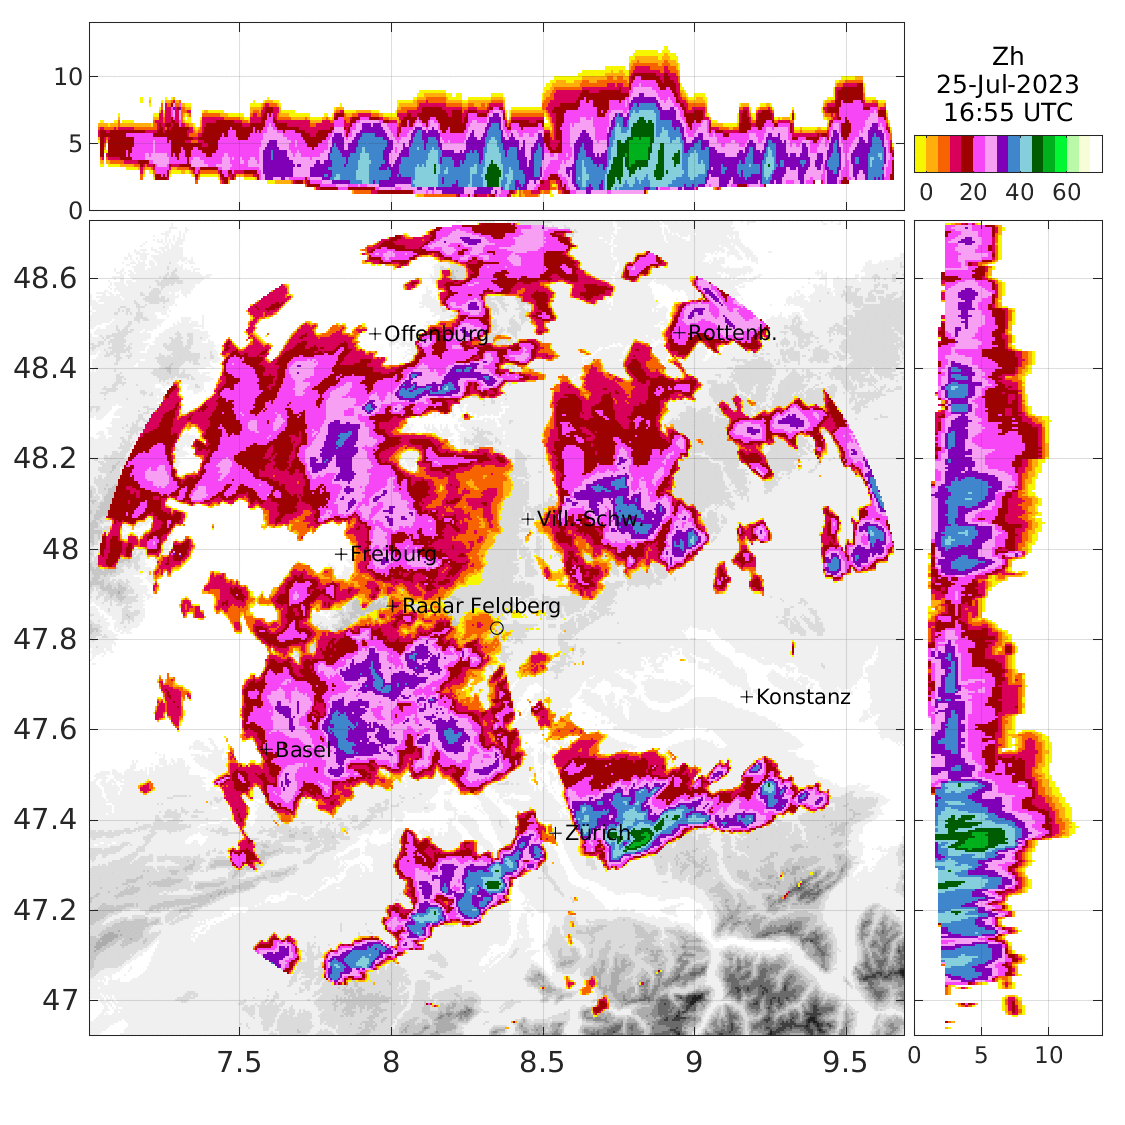 10
5
0
Zh
25-Jul-2023
16:55 UTC
0 20 40 60
48.6
48.4
48.2
48
47.8
47.6
47.4
47.2
47
+Offenburg
+Rottenb.
+Vill.-Schw.
+Freiburg
+Radar Feldberg
+Konstanz
+Basel
+Zürich
7.5 8 8.5 9 9.5
0 5 10